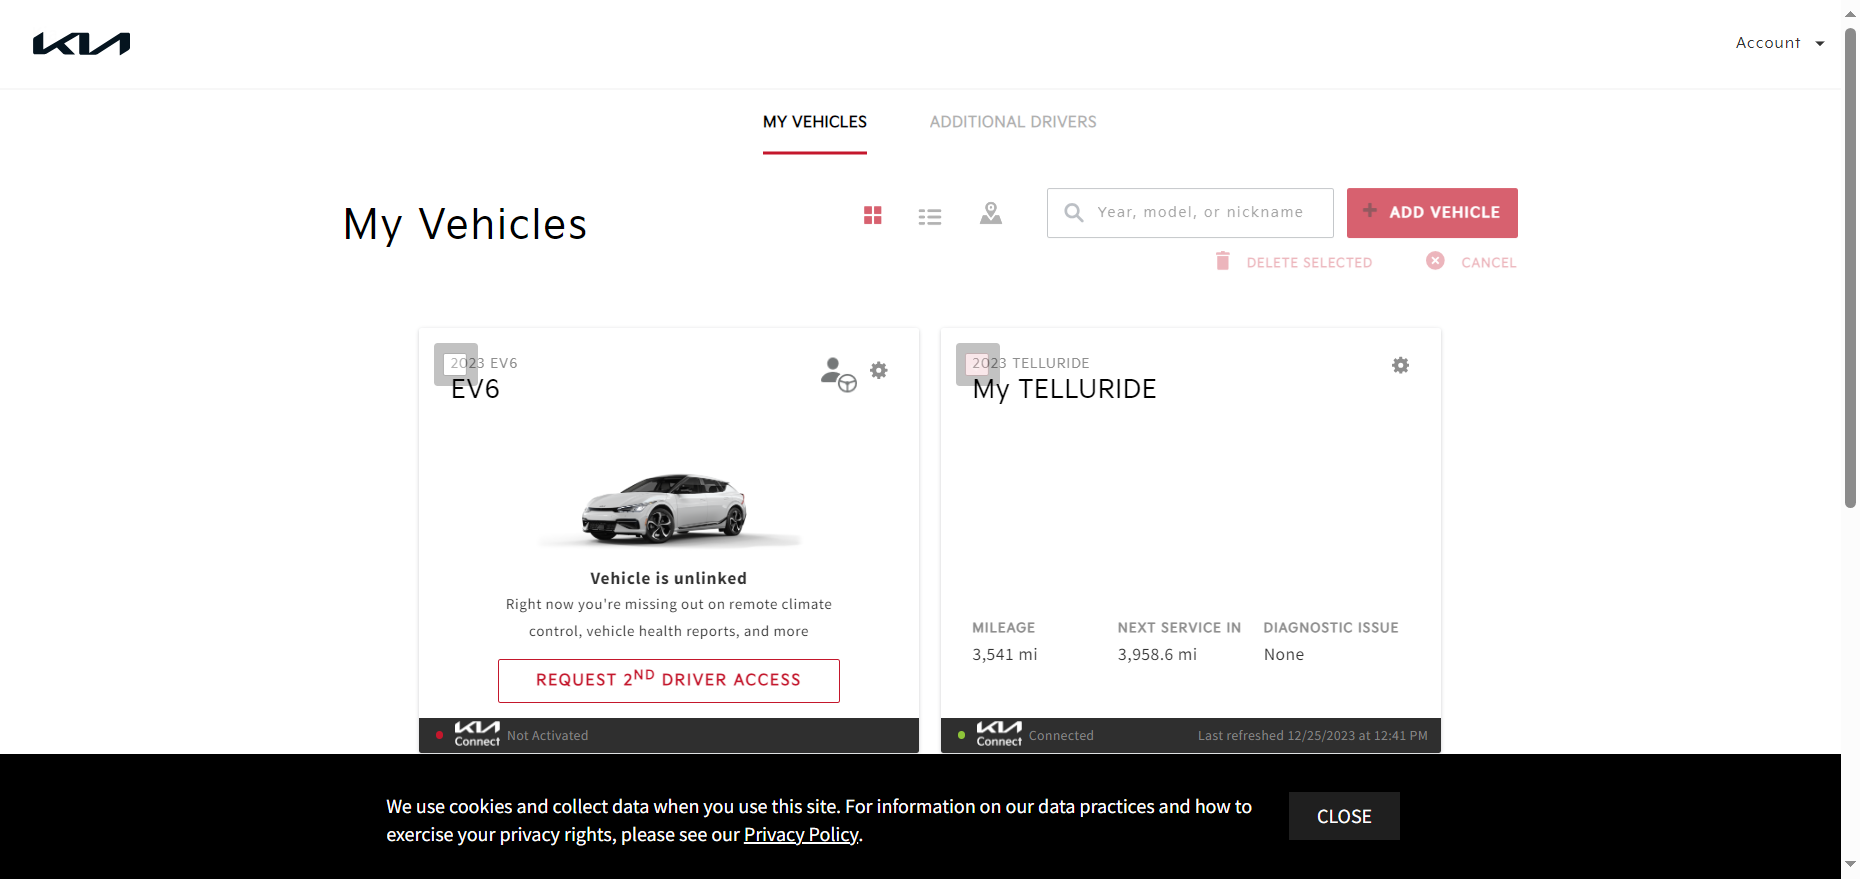 KIA
Account
MY VEHICLES
ADDITIONAL DRIVERS
My Vehicles
Year, model, or nickname
ADD VEHICLE
DELETE SELECTED
CANCEL
2023 EV6
EV6
Vehicle is unlinked
Right now you're missing out on remote climate
control, vehicle health reports, and more
REQUEST 2ND DRIVER ACCESS
KIA
Connect
Not Activated
2023 TELLURIDE
My TELLURIDE
MILEAGE
NEXT SERVICE IN
DIAGNOSTIC ISSUE
3,541 mi
3,958.6 mi
None
KIA
Connect
Connected
Last refreshed 12/25/2023 at 12:41 PM
We use cookies and collect data when you use this site. For information on our data practices and how to
exercise your privacy rights, please see our Privacy Policy.
CLOSE